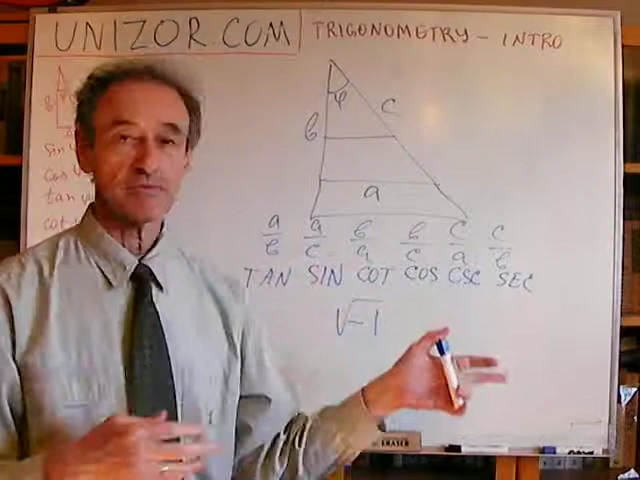 UNIZOR.COM
TRIGONOMETRY - INTRO
φ
c
b
a
a/b a/c b/a b/c c/a c/b
TAN SIN COT COS CSC SEC
√-1
sin
cos
tan
cot
ERASER